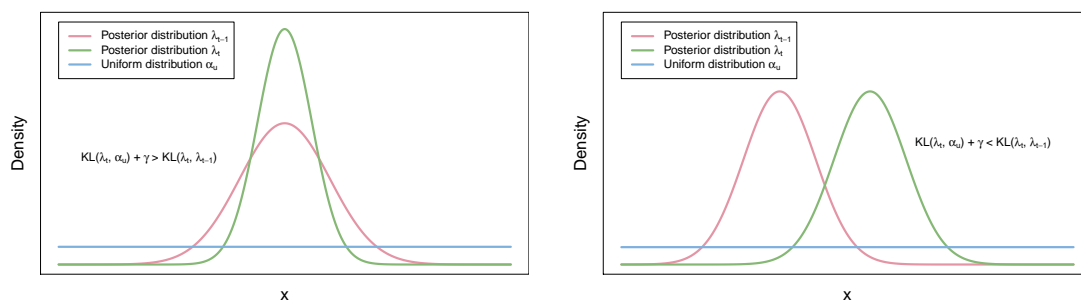 Posterior distribution λₜ₋₁
Posterior distribution λₜ
Uniform distribution αᵤ
KL(λₜ, αᵤ) + γ > KL(λₜ, λₜ₋₁)
Density
x
Posterior distribution λₜ₋₁
Posterior distribution λₜ
Uniform distribution αᵤ
KL(λₜ, αᵤ) + γ < KL(λₜ, λₜ₋₁)
Density
x